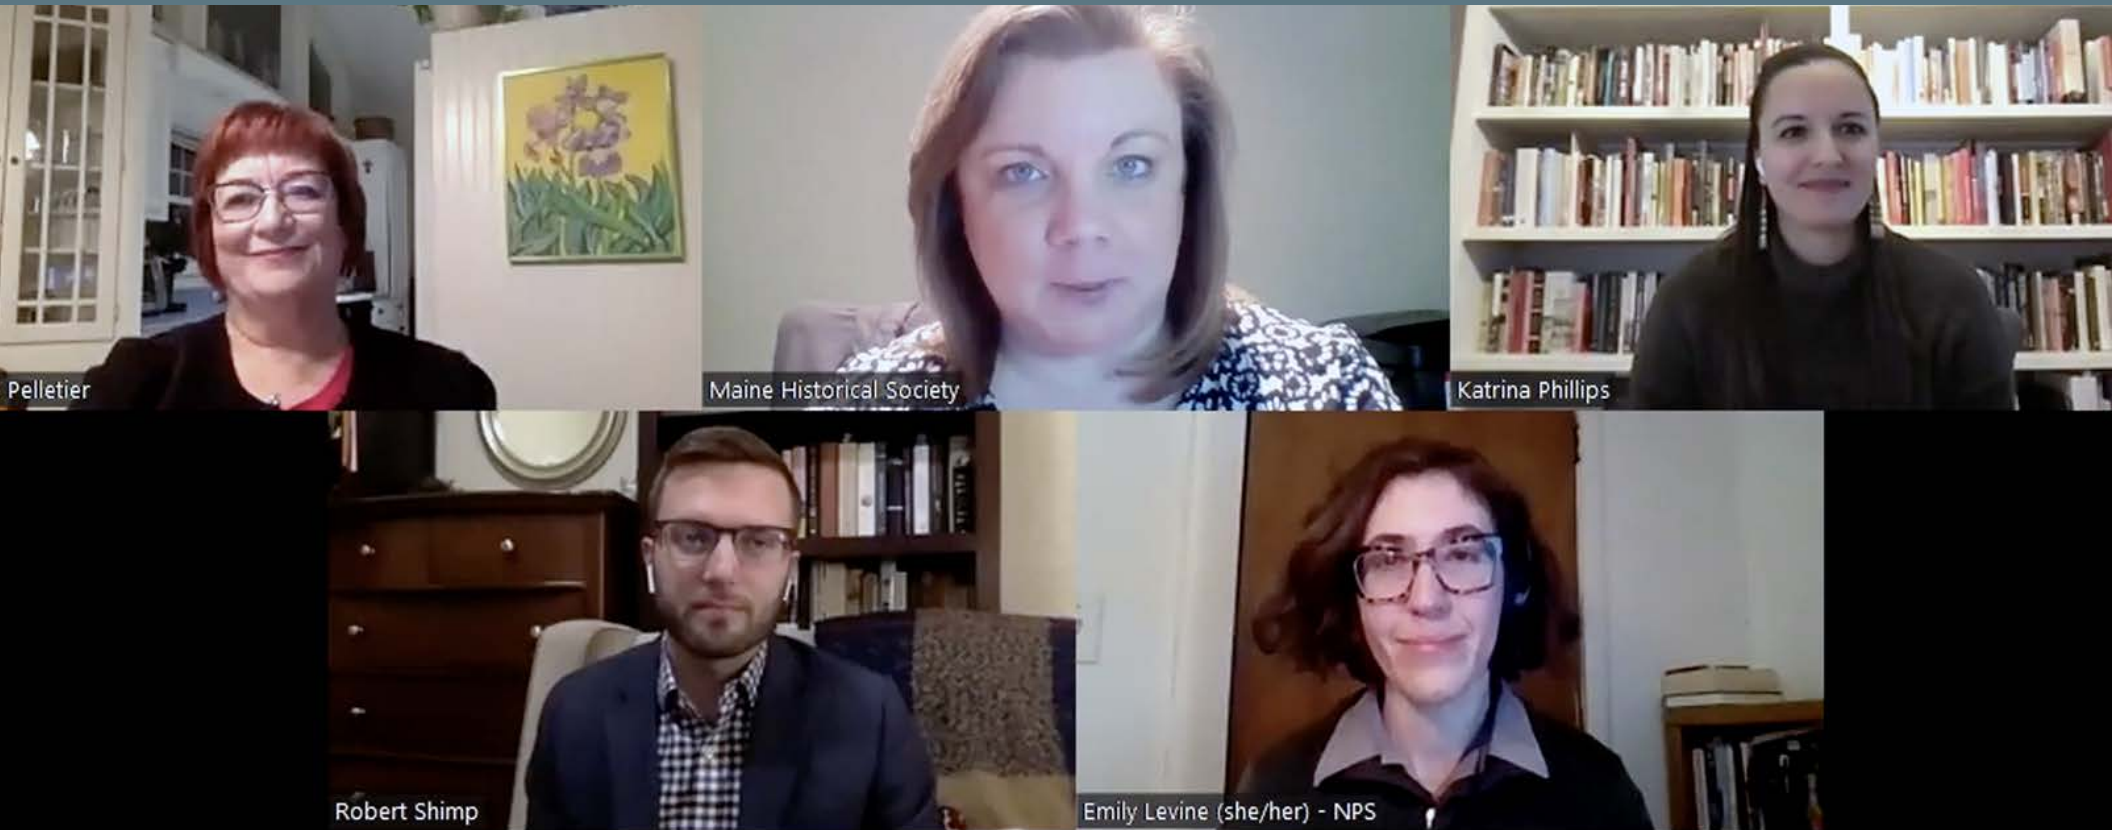 Pelletier
Maine Historical Society
Katrina Phillips
Robert Shimp
Emily Levine (she/her) - NPS